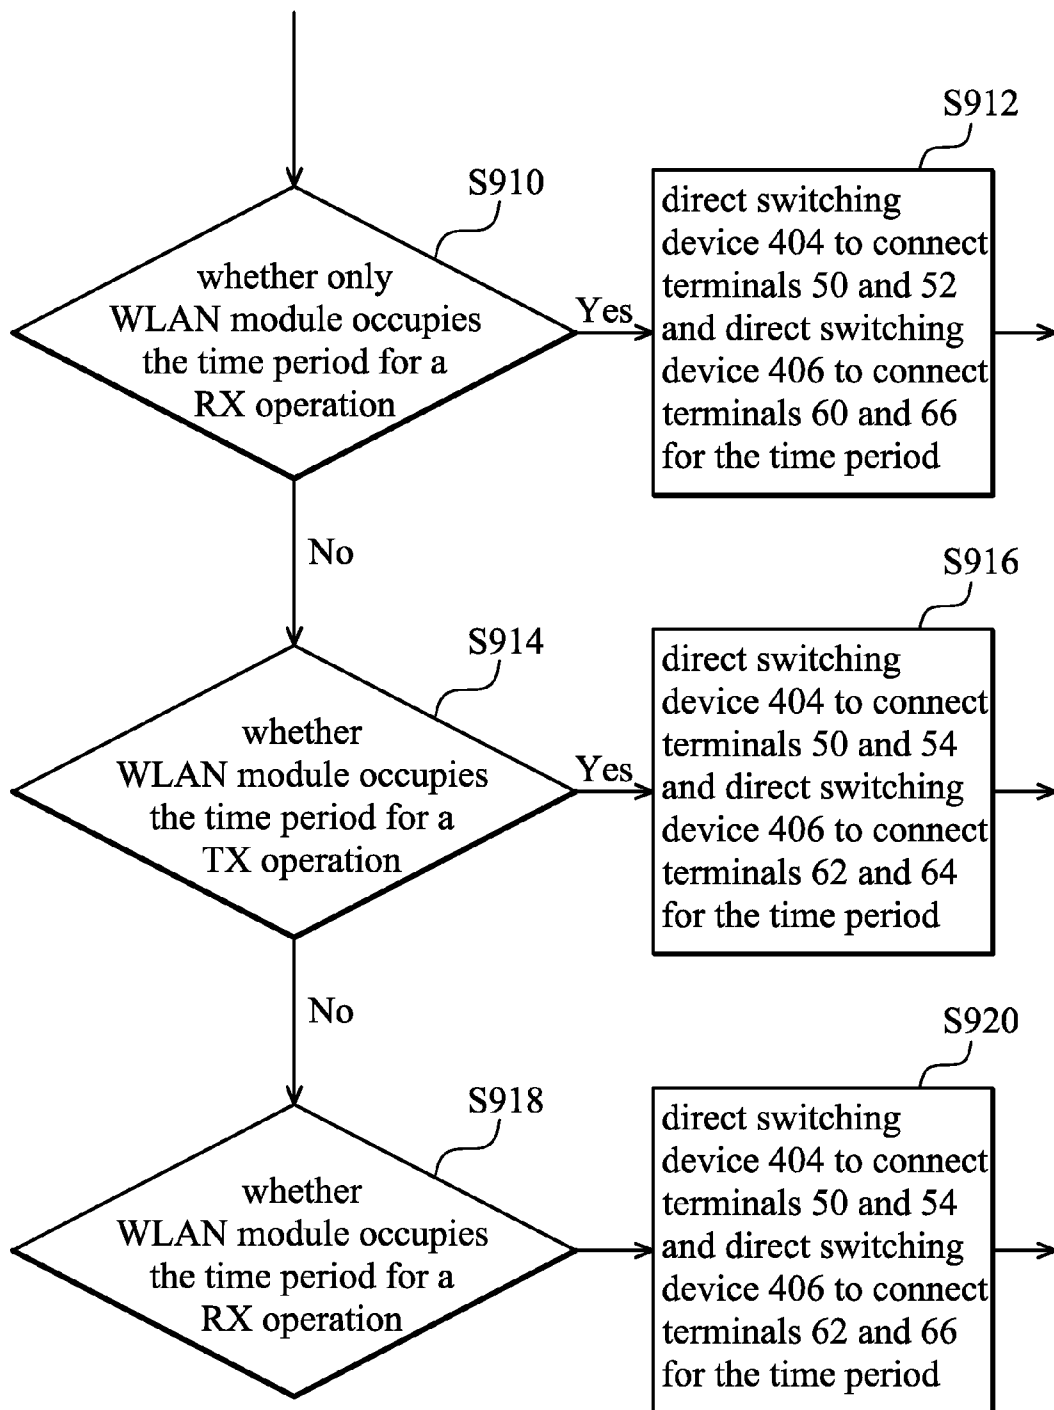 S912
S910
whether only
WLAN module occupies
the time period for a
RX operation
Yes
direct switching
device 404 to connect
terminals 50 and 52
and direct switching
device 406 to connect
terminals 60 and 66
for the time period
No
S916
S914
whether
WLAN module occupies
the time period for a
TX operation
Yes
direct switching
device 404 to connect
terminals 50 and 54
and direct switching
device 406 to connect
terminals 62 and 64
for the time period
No
S920
S918
whether
WLAN module occupies
the time period for a
RX operation
direct switching
device 404 to connect
terminals 50 and 54
and direct switching
device 406 to connect
terminals 62 and 66
for the time period